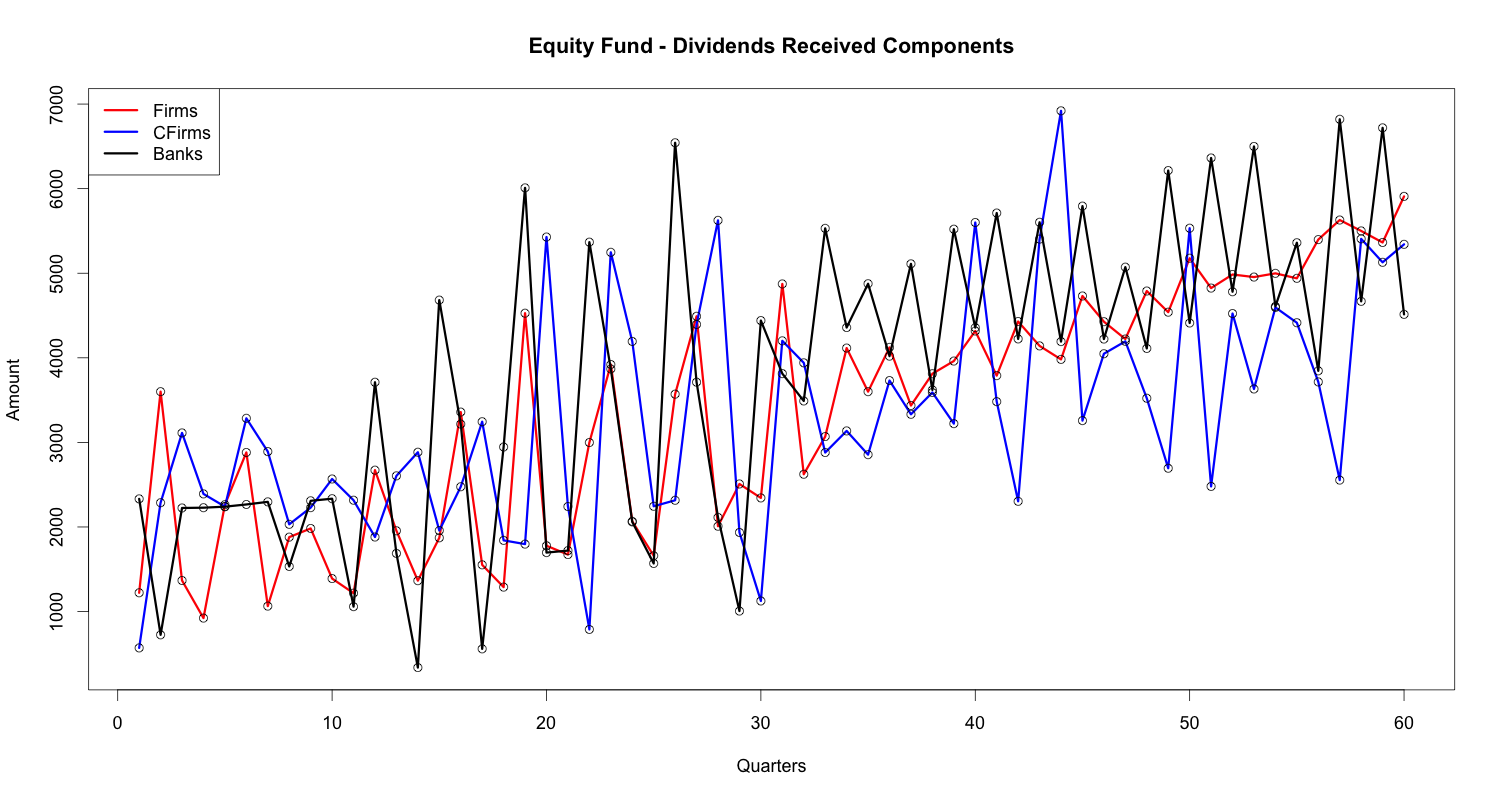 Equity Fund - Dividends Received Components
Firms
CFirms
Banks
Amount
7000
6000
5000
4000
3000
2000
1000
0 10 20 30 40 50 60
Quarters